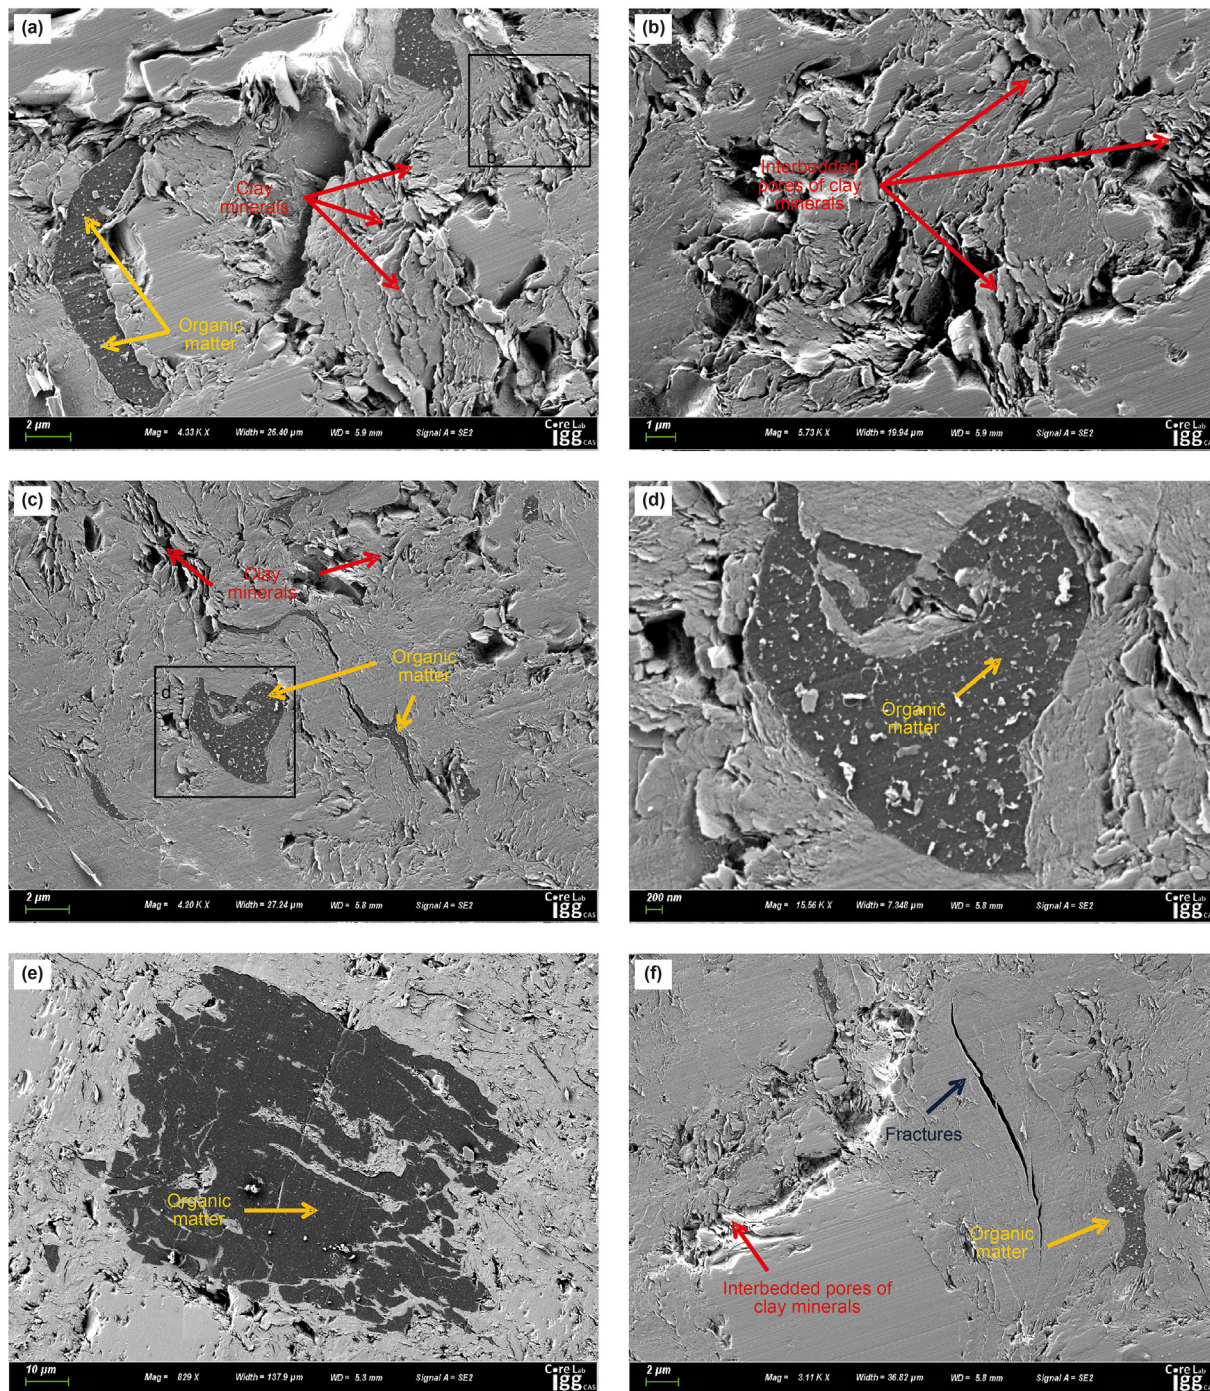 (a)
Clay
minerals
Organic
matter
b
2 µm
Mag = 4.33 K X Width = 26.40 µm WD = 5.9 mm Signal A = SE2
Core Lab
Igg CAS
(b)
Interbedded
pores of clay
minerals
1 µm
Mag = 5.73 K X Width = 19.94 µm WD = 5.9 mm Signal A = SE2
Core Lab
Igg CAS
(c)
Clay
minerals
Organic
matter
d
2 µm
Mag = 4.20 K X Width = 27.24 µm WD = 5.8 mm Signal A = SE2
Core Lab
Igg CAS
(d)
Organic
matter
200 nm
Mag = 15.56 K X Width = 7.348 µm WD = 5.8 mm Signal A = SE2
Core Lab
Igg CAS
(e)
Organic
matter
10 µm
Mag = 829 X Width = 137.9 µm WD = 5.3 mm Signal A = SE2
Core Lab
Igg CAS
(f)
Fractures
Organic
matter
Interbedded pores of
clay minerals
2 µm
Mag = 3.11 K X Width = 36.82 µm WD = 5.8 mm Signal A = SE2
Core Lab
Igg CAS